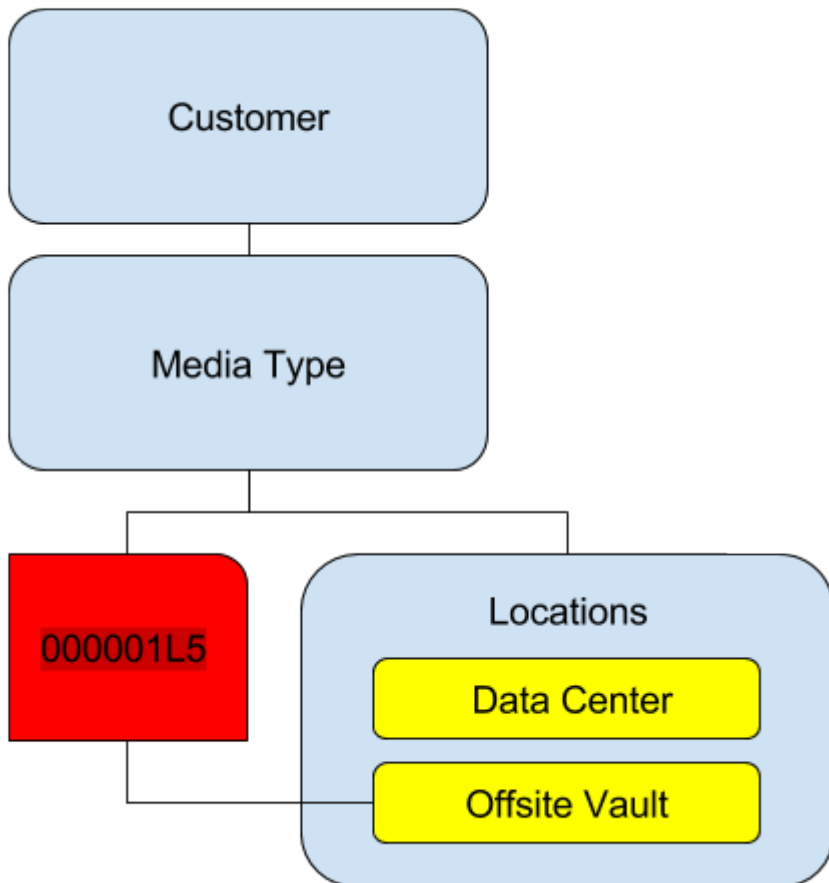 Customer
Media Type
000001L5
Locations
Data Center
Offsite Vault